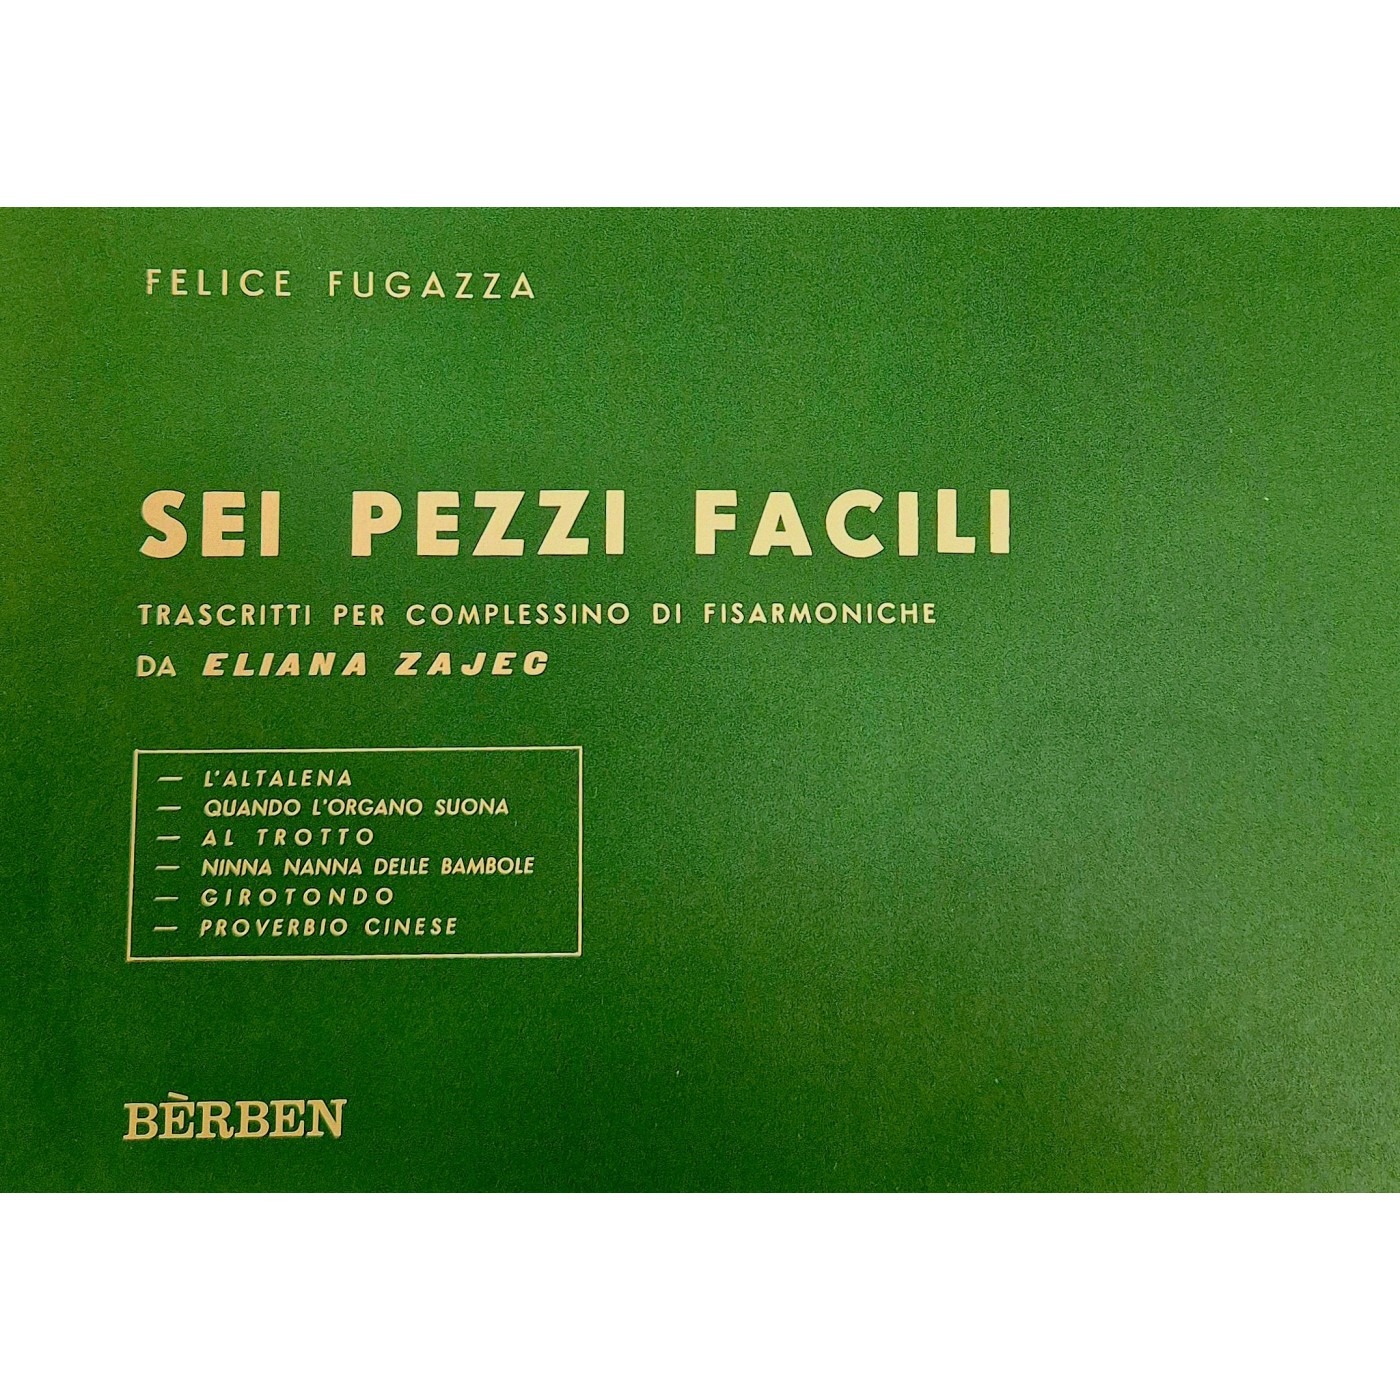 FELICE FUGAZZA
SEI PEZZI FACILI
TRASCRITTI PER COMPLESSINO DI FISARMONICHE
DA ELIANA ZAJEC
— L'ALTALENA
— QUANDO L'ORGANO SUONA
— AL TROTTO
— NINNA NANNA DELLE BAMBOLE
— GIROTONDO
— PROVERBIO CINESE
BÈRBEN